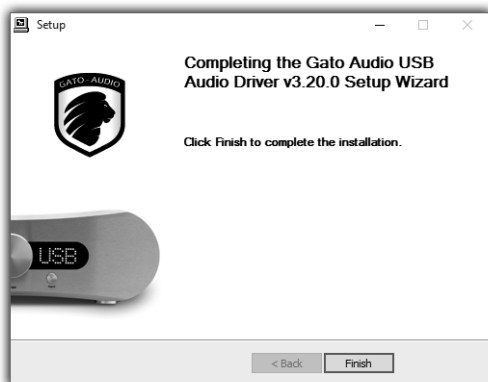 Setup
Completing the Gato Audio USB
Audio Driver v3.20.0 Setup Wizard
GATO - AUDIO
Click Finish to complete the installation.
USB
< Back
Finish